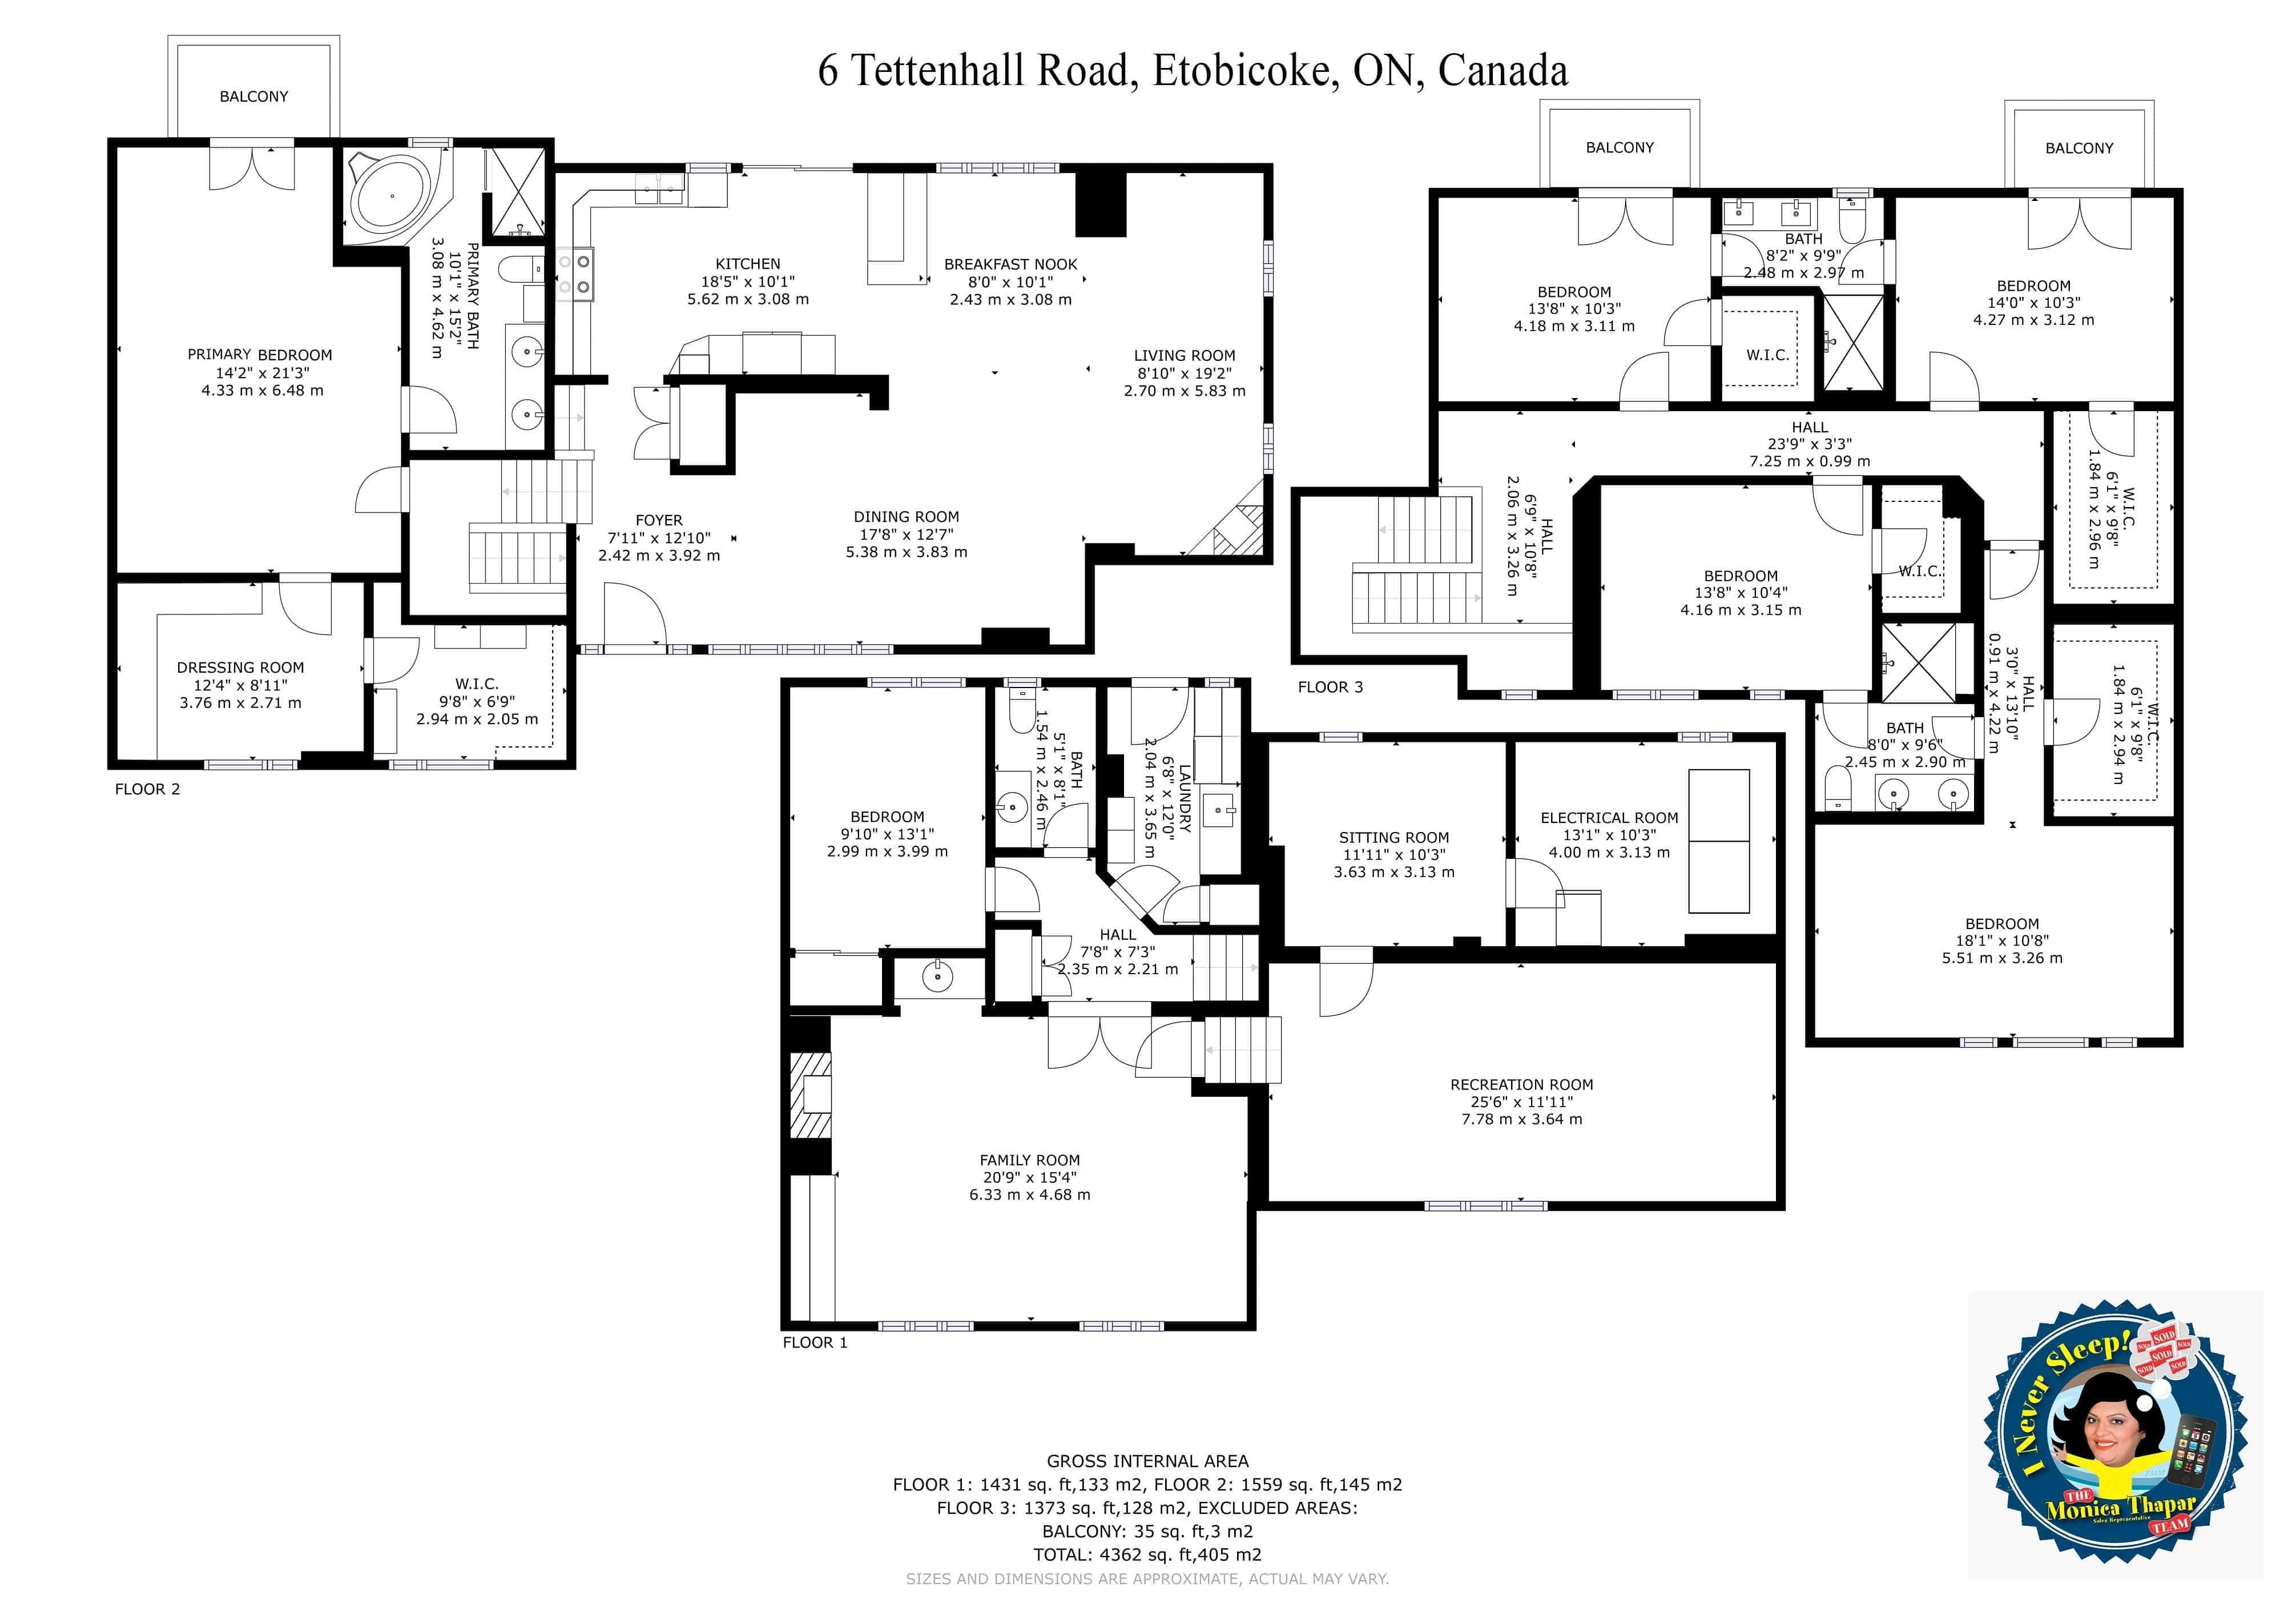 6 Tettenhall Road, Etobicoke, ON, Canada
BALCONY
PRIMARY BEDROOM
14'2" x 21'3"
4.33 m x 6.48 m
PRIMARY BATH
10'1" x 15'2"
3.08 m x 4.62 m
DRESSING ROOM
12'4" x 8'11"
3.76 m x 2.71 m
W.I.C.
9'8" x 6'9"
2.94 m x 2.05 m
KITCHEN
18'5" x 10'1"
5.62 m x 3.08 m
BREAKFAST NOOK
8'0" x 10'1"
2.43 m x 3.08 m
LIVING ROOM
8'10" x 19'2"
2.70 m x 5.83 m
FOYER
7'11" x 12'10"
2.42 m x 3.92 m
DINING ROOM
17'8" x 12'7"
5.38 m x 3.83 m
FLOOR 2
BALCONY
BALCONY
BEDROOM
13'8" x 10'3"
4.18 m x 3.11 m
BATH
8'2" x 9'9"
2.48 m x 2.97 m
W.I.C.
BEDROOM
14'0" x 10'3"
4.27 m x 3.12 m
HALL
23'9" x 3'3"
7.25 m x 0.99 m
HALL
6'9" x 10'8"
2.06 m x 3.26 m
W.I.C.
6'1" x 9'8"
1.84 m x 2.96 m
BEDROOM
13'8" x 10'4"
4.16 m x 3.15 m
W.I.C.
HALL
3'0" x 13'10"
0.91 m x 4.22 m
W.I.C.
6'1" x 9'8"
1.84 m x 2.94 m
BATH
8'0" x 9'6"
2.45 m x 2.90 m
BEDROOM
18'1" x 10'8"
5.51 m x 3.26 m
FLOOR 3
BEDROOM
9'10" x 13'1"
2.99 m x 3.99 m
BATH
5'1" x 8'1"
1.54 m x 2.46 m
LAUNDRY
6'8" x 12'0"
2.04 m x 3.65 m
SITTING ROOM
11'11" x 10'3"
3.63 m x 3.13 m
ELECTRICAL ROOM
13'1" x 10'3"
4.00 m x 3.13 m
HALL
7'8" x 7'3"
2.35 m x 2.21 m
RECREATION ROOM
25'6" x 11'11"
7.78 m x 3.64 m
FAMILY ROOM
20'9" x 15'4"
6.33 m x 4.68 m
FLOOR 1
GROSS INTERNAL AREA
FLOOR 1: 1431 sq. ft,133 m2, FLOOR 2: 1559 sq. ft,145 m2
FLOOR 3: 1373 sq. ft,128 m2, EXCLUDED AREAS:
BALCONY: 35 sq. ft,3 m2
TOTAL: 4362 sq. ft,405 m2
SIZES AND DIMENSIONS ARE APPROXIMATE, ACTUAL MAY VARY.
I Never Sleep!
SOLD
SOLD
SOLD
SOLD
SOLD
SOLD
THE
Monica Thapar
Sales Representative
TEAM